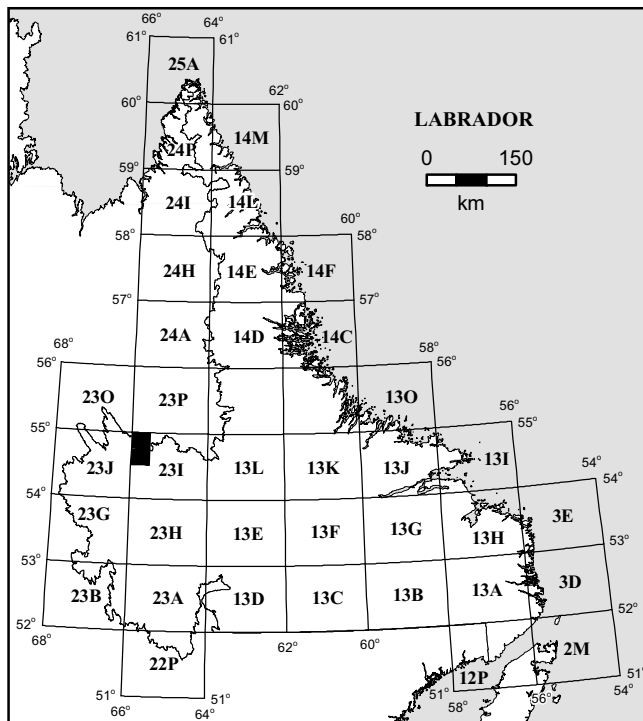 66° 64°
61° 61°
25A
60° 62° 60°
LABRADOR
14M
24P
0 150
59° 59°
km
24I 14L
58° 58° 60°
24H 14E 14F
57° 57°
24A 14D 14C
68° 58°
56° 56°
23O 23P 13O
56°
55° 55°
23J 23I 13L 13K 13J 13I
54° 54°
23G 23H 13E 13F 13G 13H 3E
53° 53°
23B 23A 13D 13C 13B 13A 3D
52° 52°
68° 62° 60°
22P 12P 2M
51° 51° 58° 56° 51°
66° 64° 54°